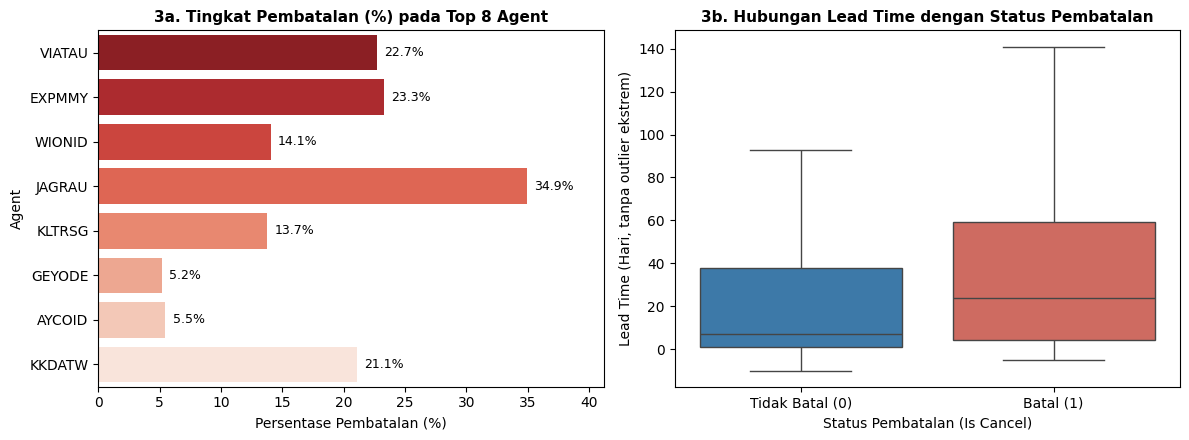 3a. Tingkat Pembatalan (%) pada Top 8 Agent
VIATAU
22.7%
EXPMMY
23.3%
WIONID
14.1%
JAGRAU
34.9%
KLTRSG
13.7%
GEYODE
5.2%
AYCOID
5.5%
KKDATW
21.1%
Agent
0 5 10 15 20 25 30 35 40
Persentase Pembatalan (%)
3b. Hubungan Lead Time dengan Status Pembatalan
140
120
100
80
60
40
20
0
Lead Time (Hari, tanpa outlier ekstrem)
Tidak Batal (0) Batal (1)
Status Pembatalan (Is Cancel)